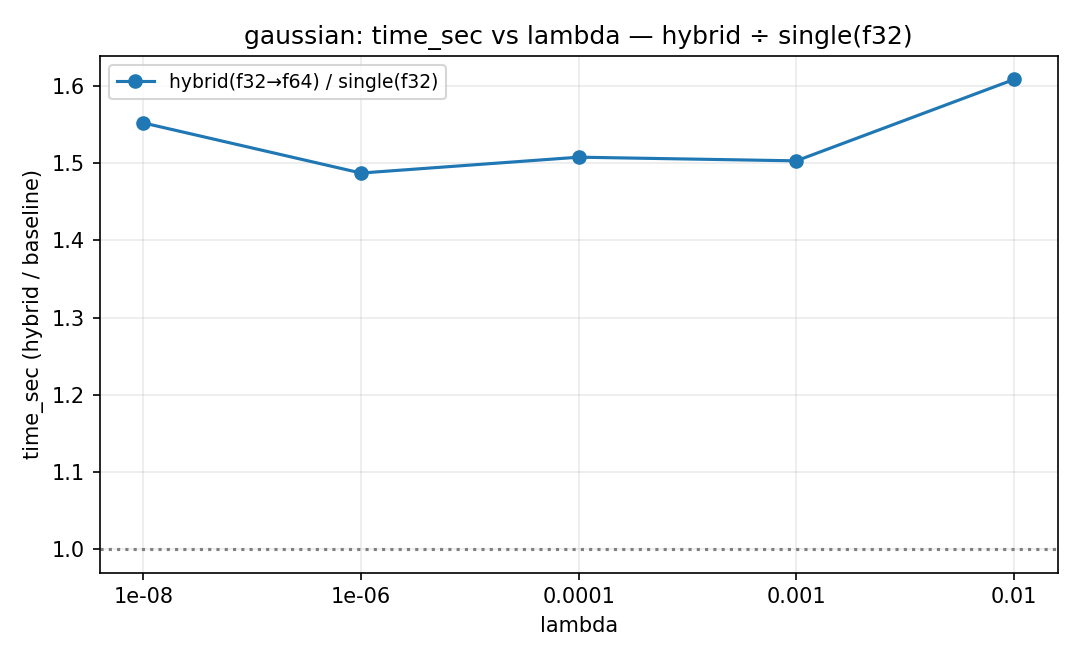 gaussian: time_sec vs lambda — hybrid ÷ single(f32)
hybrid(f32→f64) / single(f32)
time_sec (hybrid / baseline)
1.6
1.5
1.4
1.3
1.2
1.1
1.0
1e-08 1e-06 0.0001 0.001 0.01
lambda